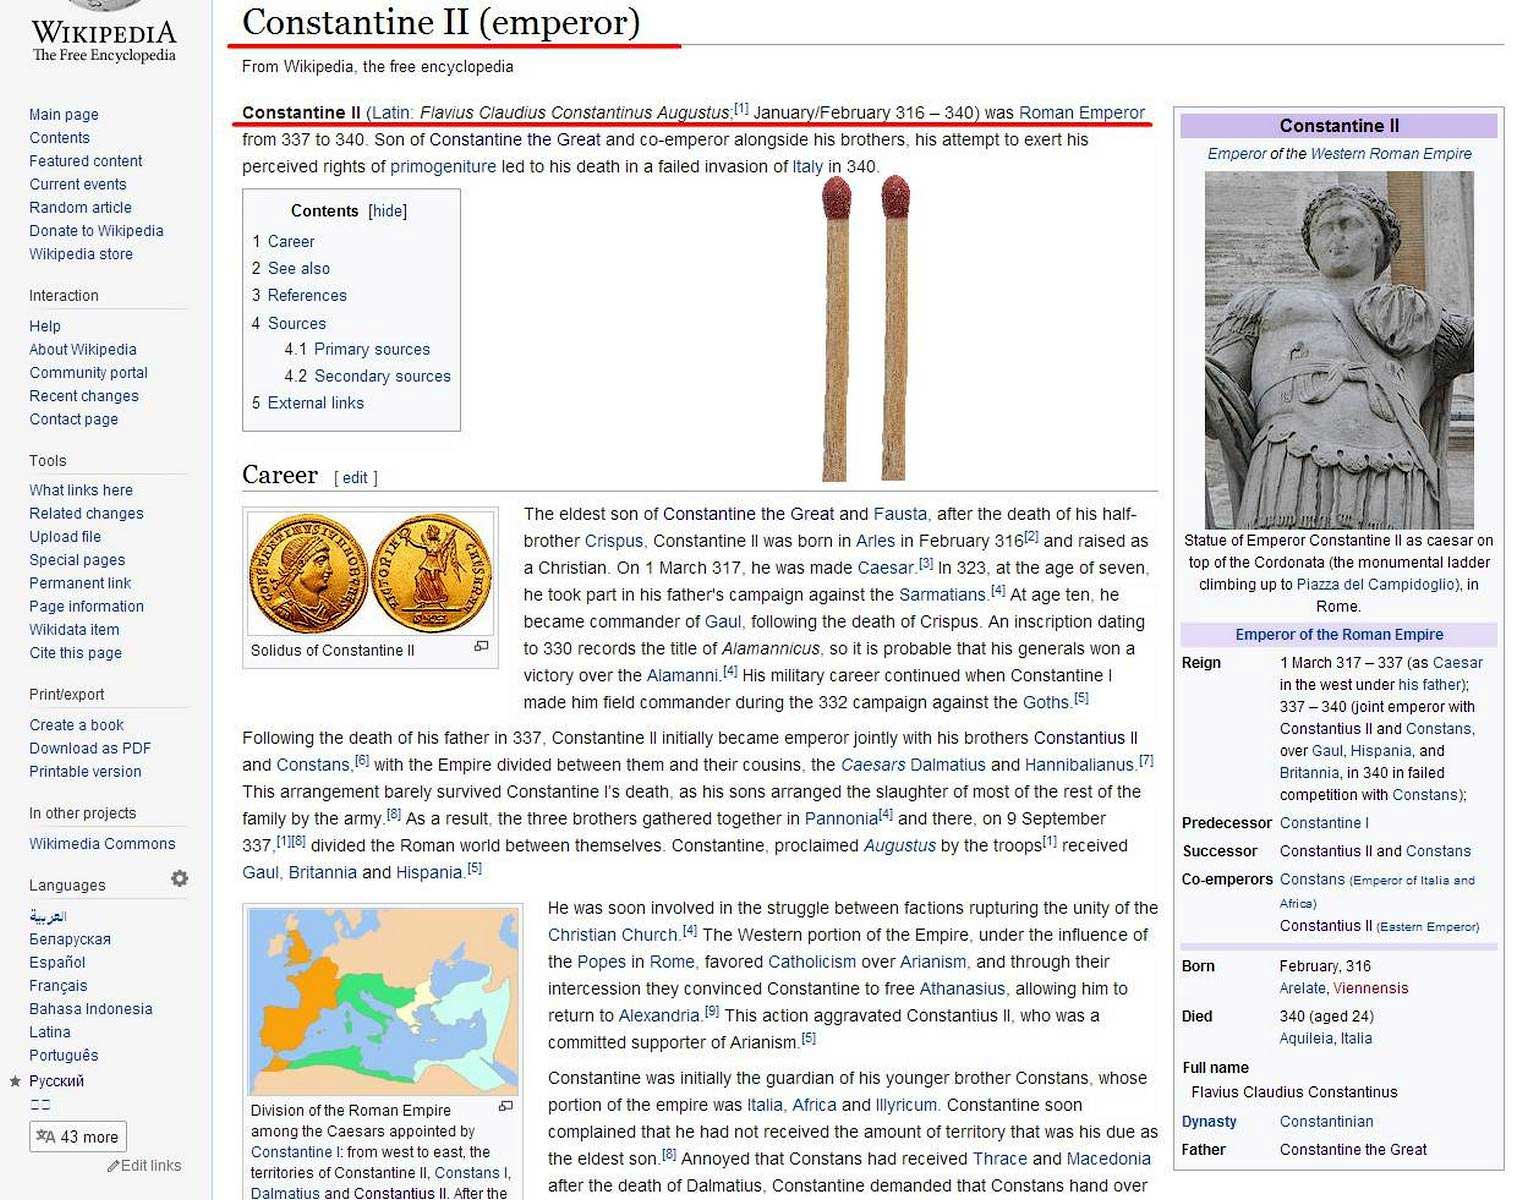 WIKIPEDIA
The Free Encyclopedia
Main page
Contents
Featured content
Current events
Random article
Donate to Wikipedia
Wikipedia store
Interaction
Help
About Wikipedia
Community portal
Recent changes
Contact page
Tools
What links here
Related changes
Upload file
Special pages
Permanent link
Page information
Wikidata item
Cite this page
Print/export
Create a book
Download as PDF
Printable version
In other projects
Wikimedia Commons
Languages
العربية
Беларуская
Español
Français
Bahasa Indonesia
Latina
Português
Русский
43 more
Edit links
Constantine II (emperor)
From Wikipedia, the free encyclopedia
Constantine II (Latin: Flavius Claudius Constantinus Augustus;[1] January/February 316 – 340) was Roman Emperor
from 337 to 340. Son of Constantine the Great and co-emperor alongside his brothers, his attempt to exert his
perceived rights of primogeniture led to his death in a failed invasion of Italy in 340.
Contents [hide]
1 Career
2 See also
3 References
4 Sources
4.1 Primary sources
4.2 Secondary sources
5 External links
Career [ edit ]
Solidus of Constantine II
The eldest son of Constantine the Great and Fausta, after the death of his half-
brother Crispus, Constantine II was born in Arles in February 316[2] and raised as
a Christian. On 1 March 317, he was made Caesar.[3] In 323, at the age of seven,
he took part in his father's campaign against the Sarmatians.[4] At age ten, he
became commander of Gaul, following the death of Crispus. An inscription dating
to 330 records the title of Alamannicus, so it is probable that his generals won a
victory over the Alamanni.[4] His military career continued when Constantine I
made him field commander during the 332 campaign against the Goths.[5]
Following the death of his father in 337, Constantine II initially became emperor jointly with his brothers Constantius II
and Constans,[6] with the Empire divided between them and their cousins, the Caesars Dalmatius and Hannibalianus.[7]
This arrangement barely survived Constantine I's death, as his sons arranged the slaughter of most of the rest of the
family by the army.[8] As a result, the three brothers gathered together in Pannonia[4] and there, on 9 September
337,[1][8] divided the Roman world between themselves. Constantine, proclaimed Augustus by the troops[1] received
Gaul, Britannia and Hispania.[5]
Division of the Roman Empire
among the Caesars appointed by
Constantine I: from west to east, the
territories of Constantine II, Constans I,
Dalmatius and Constantius II. After the
He was soon involved in the struggle between factions rupturing the unity of the
Christian Church.[4] The Western portion of the Empire, under the influence of
the Popes in Rome, favored Catholicism over Arianism, and through their
intercession they convinced Constantine to free Athanasius, allowing him to
return to Alexandria.[9] This action aggravated Constantius II, who was a
committed supporter of Arianism.[5]
Constantine was initially the guardian of his younger brother Constans, whose
portion of the empire was Italia, Africa and Illyricum. Constantine soon
complained that he had not received the amount of territory that was his due as
the eldest son.[8] Annoyed that Constans had received Thrace and Macedonia
after the death of Dalmatius, Constantine demanded that Constans hand over
Constantine II
Emperor of the Western Roman Empire
Statue of Emperor Constantine II as caesar on
top of the Cordonata (the monumental ladder
climbing up to Piazza del Campidoglio), in
Rome.
Emperor of the Roman Empire
Reign 1 March 317 – 337 (as Caesar
in the west under his father);
337 – 340 (joint emperor with
Constantius II and Constans,
over Gaul, Hispania, and
Britannia, in 340 in failed
competition with Constans);
Predecessor Constantine I
Successor Constantius II and Constans
Co-emperors Constans (Emperor of Italia and
Africa)
Constantius II (Eastern Emperor)
Born February, 316
Arelate, Viennensis
Died 340 (aged 24)
Aquileia, Italia
Full name
Flavius Claudius Constantinus
Dynasty Constantinian
Father Constantine the Great